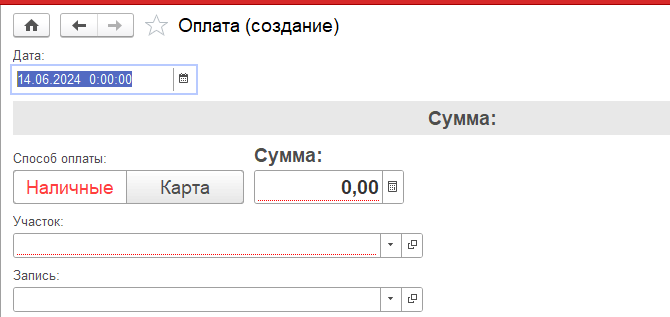 Оплата (создание)
Дата:
14.06.2024 0:00:00
Сумма:
Способ оплаты:
Сумма:
Наличные Карта
0,00
Участок:
Запись: